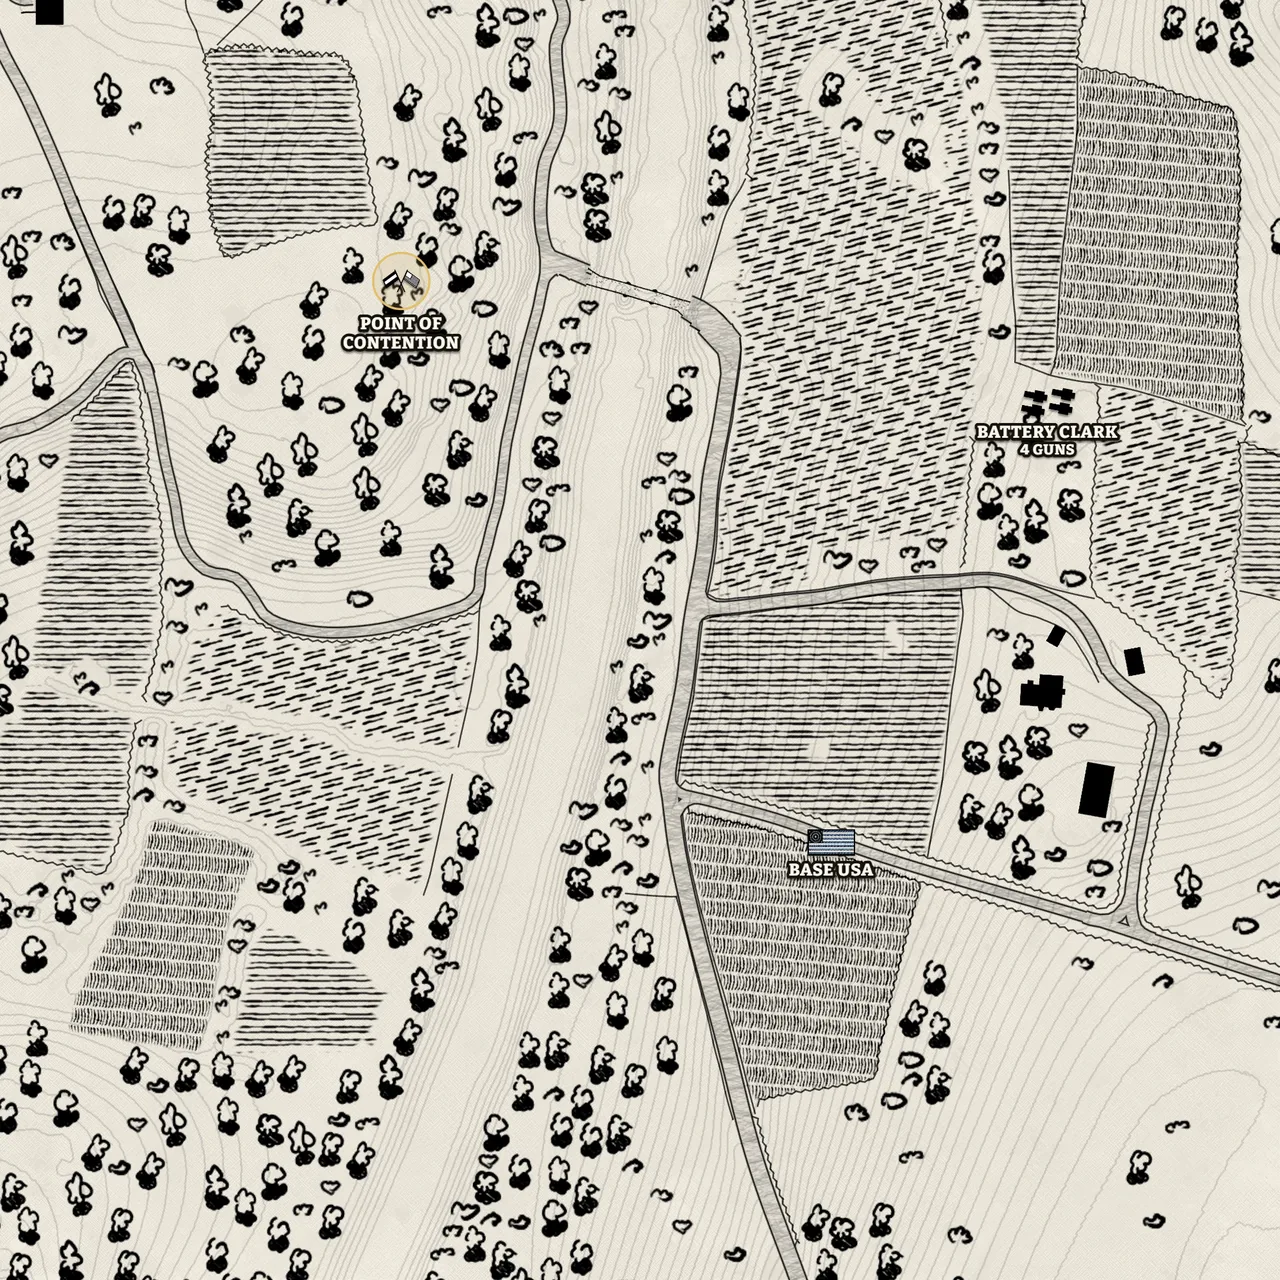 POINT OF
CONTENTION
BATTERY CLARK
4 GUNS
BASE USA